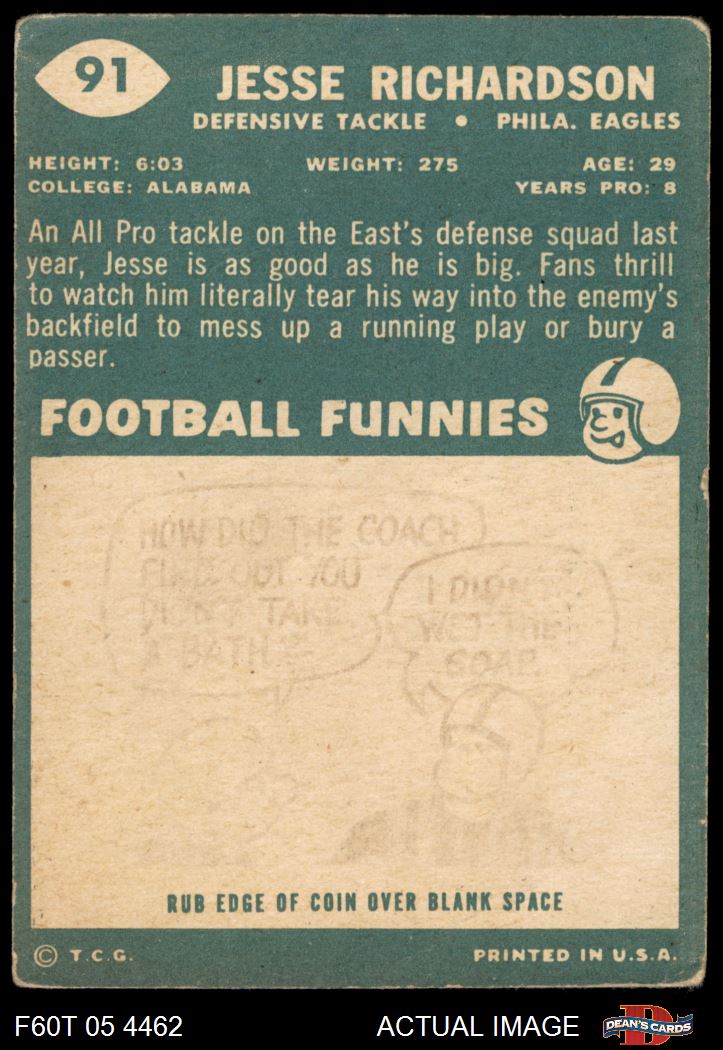 91
JESSE RICHARDSON
DEFENSIVE TACKLE • PHILA. EAGLES
HEIGHT: 6:03 WEIGHT: 275 AGE: 29
COLLEGE: ALABAMA YEARS PRO: 8
An All Pro tackle on the East's defense squad last
year, Jesse is as good as he is big. Fans thrill
to watch him literally tear his way into the enemy's
backfield to mess up a running play or bury a
passer.
FOOTBALL FUNNIES
HOW DID THE COACH
FIND OUT YOU
DIDN'T TAKE
A BATH?
I DIDN'T
WET THE
SOAP.
RUB EDGE OF COIN OVER BLANK SPACE
© T.C.G. PRINTED IN U.S.A.
F60T 05 4462 ACTUAL IMAGE DEAN'S CARDS